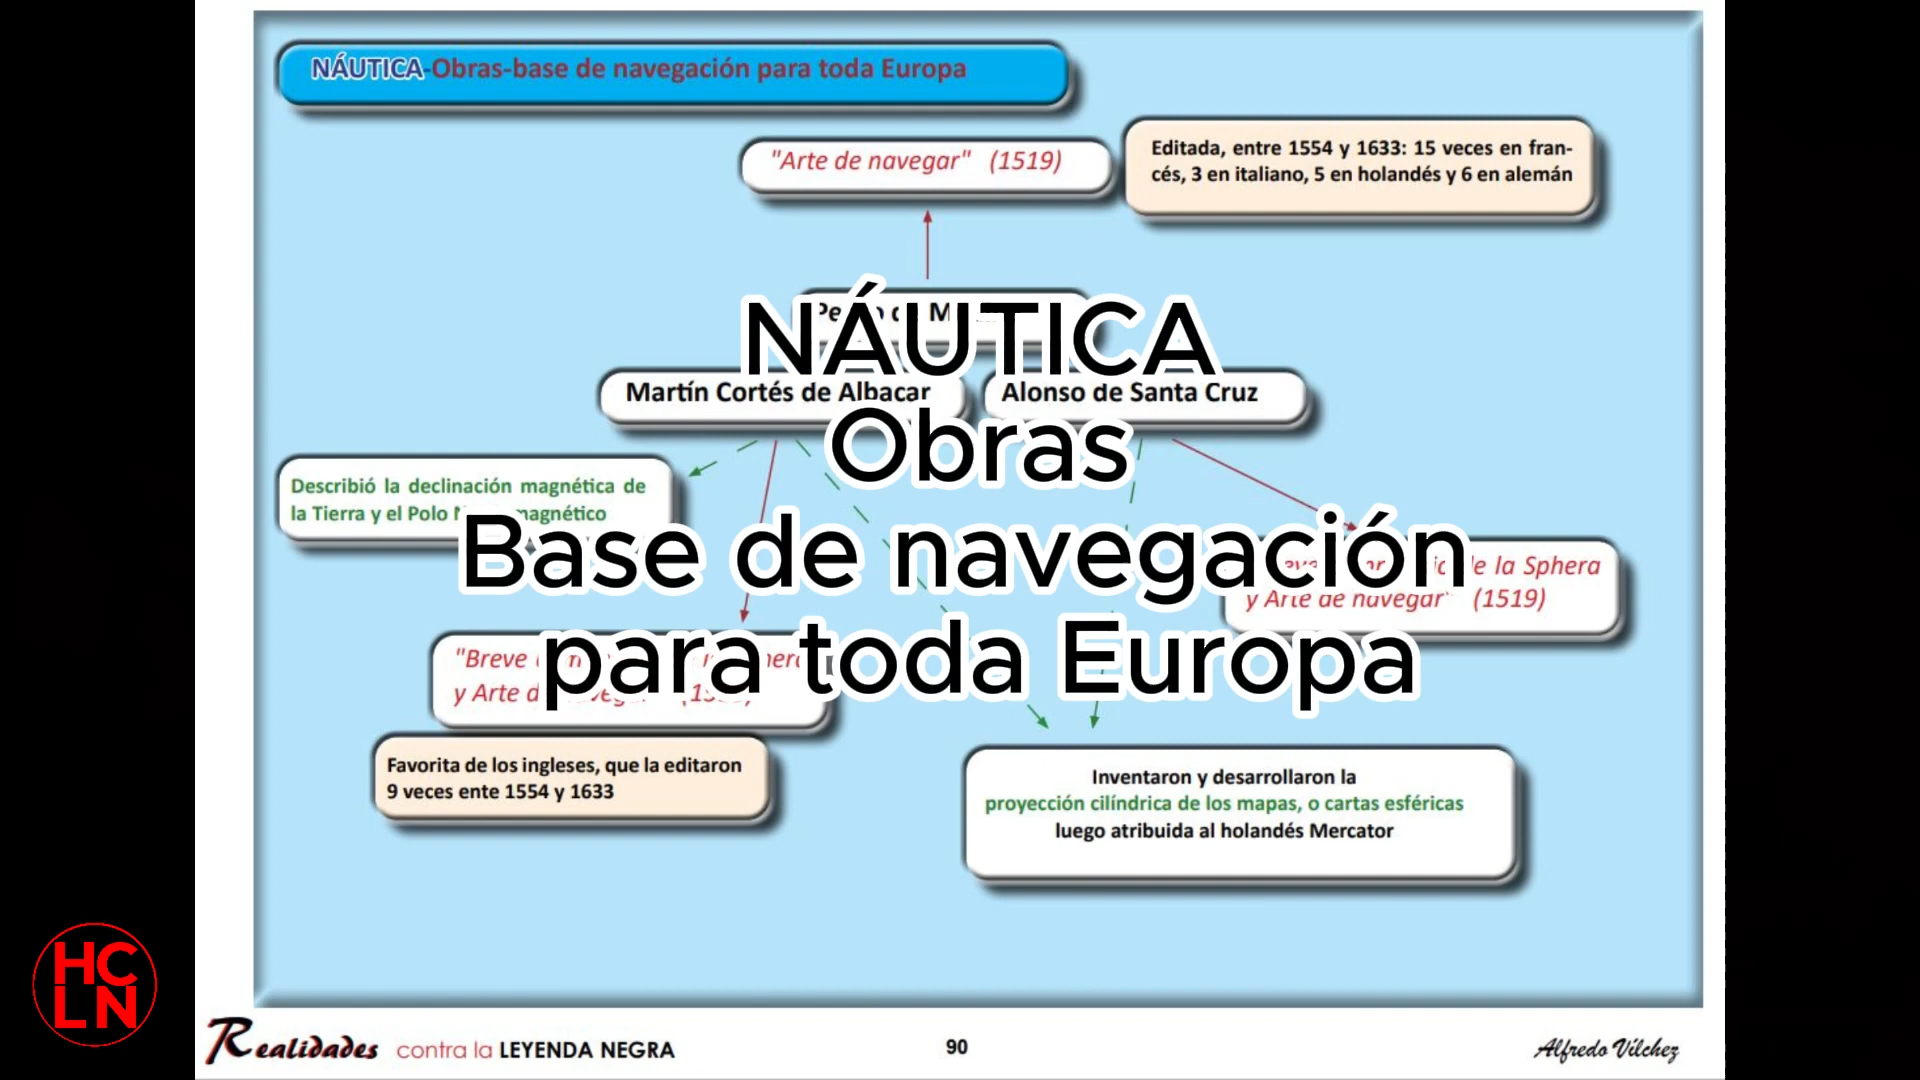 NÁUTICA-Obras-base de navegación para toda Europa
"Arte de navegar" (1519)
Editada, entre 1554 y 1633: 15 veces en fran-
cés, 3 en italiano, 5 en holandés y 6 en alemán
NÁUTICA
Obras
Base de navegación
para toda Europa
Martín Cortés de Albacar
Alonso de Santa Cruz
Describió la declinación magnética de
la Tierra y el Polo
de la Sphera
y Arte de navegar" (1519)
"Breve
y Arte
Favorita de los ingleses, que la editaron
9 veces ente 1554 y 1633
Inventaron y desarrollaron la
proyección cilíndrica de los mapas, o cartas esféricas
luego atribuida al holandés Mercator
HC
LN
Realidades contra la LEYENDA NEGRA
90
Alfredo Vílchez